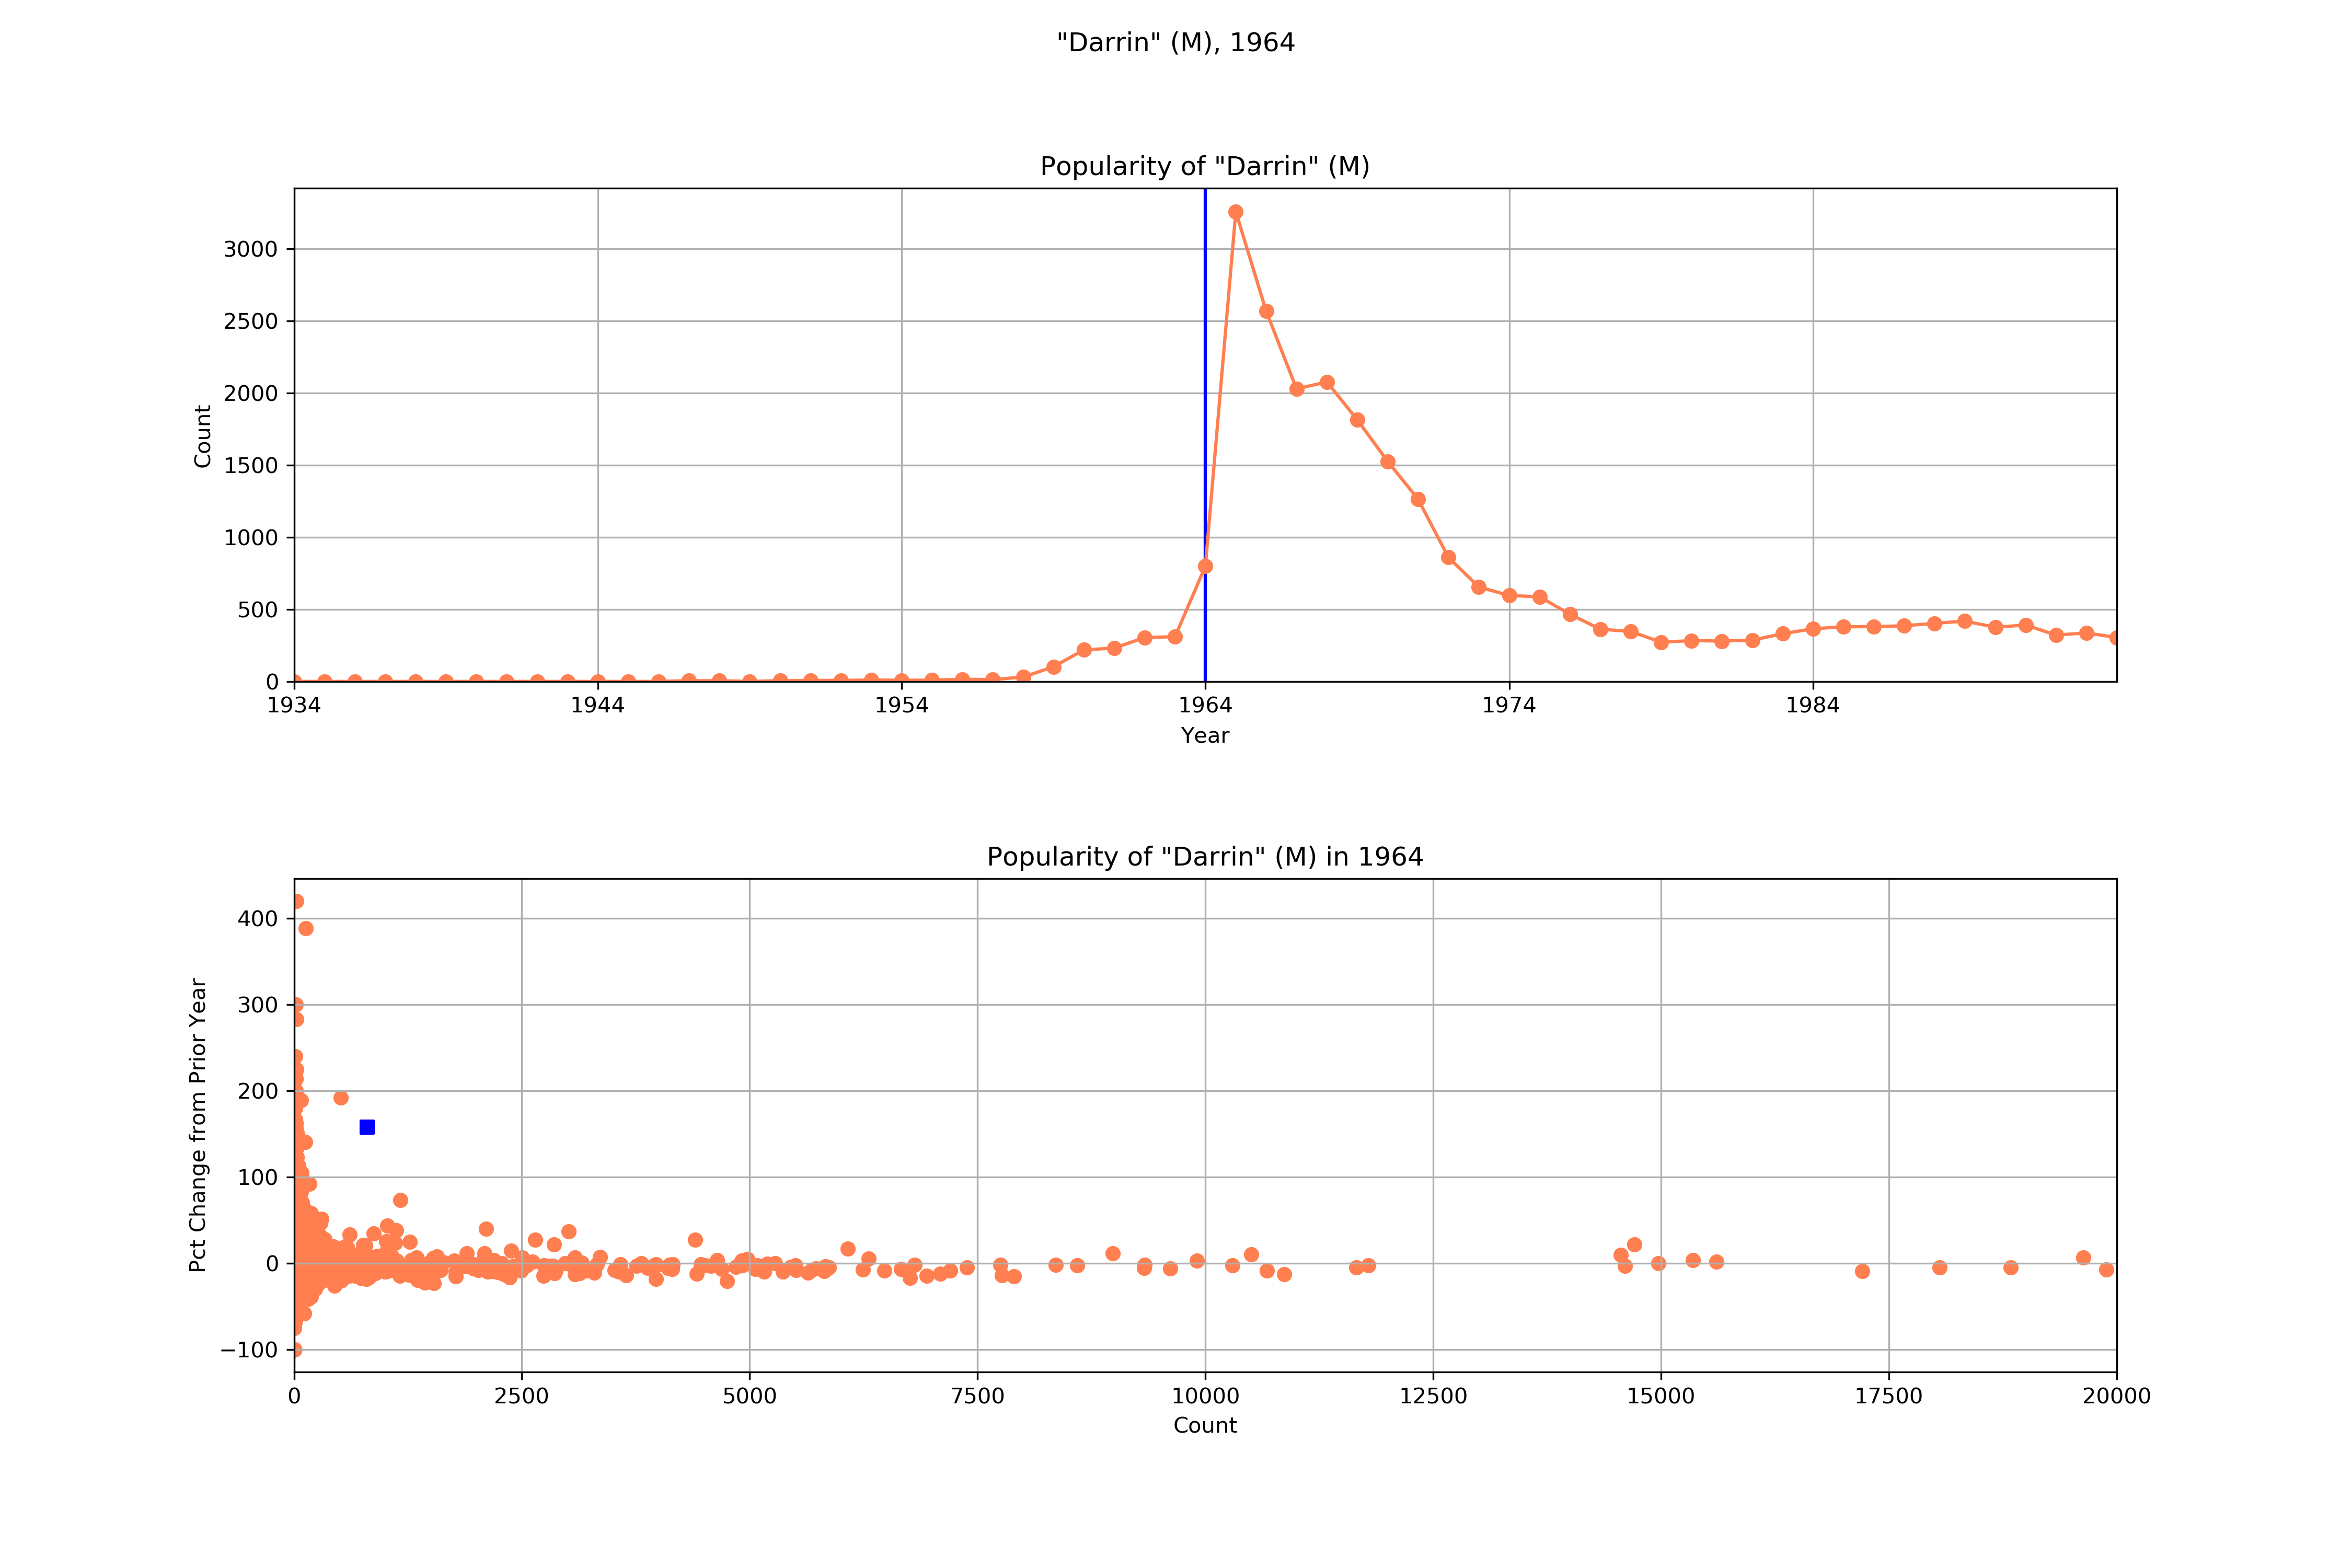 "Darrin" (M), 1964
Popularity of "Darrin" (M)
Count
3000
2500
2000
1500
1000
500
0
1934 1944 1954 1964 1974 1984
Year
Popularity of "Darrin" (M) in 1964
Pct Change from Prior Year
400
300
200
100
0
−100
0 2500 5000 7500 10000 12500 15000 17500 20000
Count